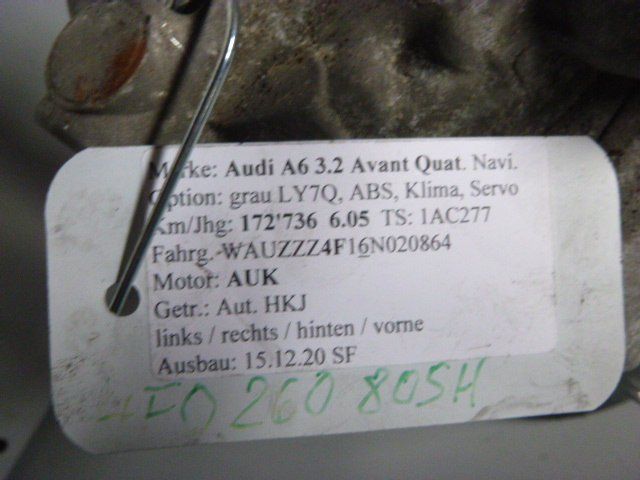 Marke: Audi A6 3.2 Avant Quat. Navi.
Option: grau LY7Q, ABS, Klima, Servo
Km/Jhg: 172'736 6.05 TS: 1AC277
Fahrg.-WAUZZZ4F16N020864
Motor: AUK
Getr.: Aut. HKJ
links / rechts / hinten / vorne
Ausbau: 15.12.20 SF
260 805H